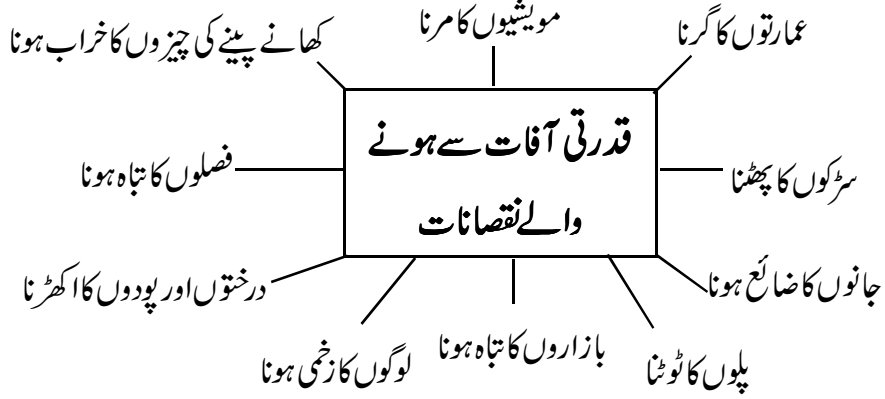 عمارتوں کا گرنا
مویشیوں کا مرنا
کھانے پینے کی چیزوں کا خراب ہونا
قدرتی آفات سے ہونے
والے نقصانات
سڑکوں کا پھٹنا
فصلوں کا تباہ ہونا
جانوں کا ضائع ہونا
درختوں اور پودوں کا اکھڑنا
پلوں کا ٹوٹنا
بازاروں کا تباہ ہونا
لوگوں کا زخمی ہونا